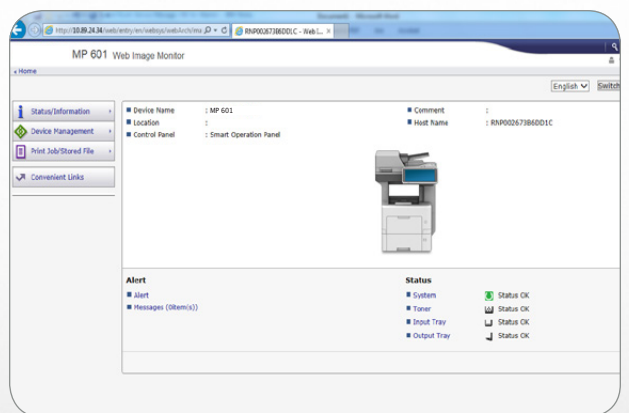 http://10.89.24.34/web/entry/en/websys/webArch/ma
RNP002673B6DD1C - Web I... ×
MP 601 Web Image Monitor
Home
English
Switch
Status/Information
Device Management
Print Job/Stored File
Convenient Links
Device Name : MP 601
Comment :
Location :
Host Name : RNP002673B6DD1C
Control Panel : Smart Operation Panel
Alert
Status
Alert
System Status OK
Messages (0item(s))
Toner Status OK
Input Tray Status OK
Output Tray Status OK